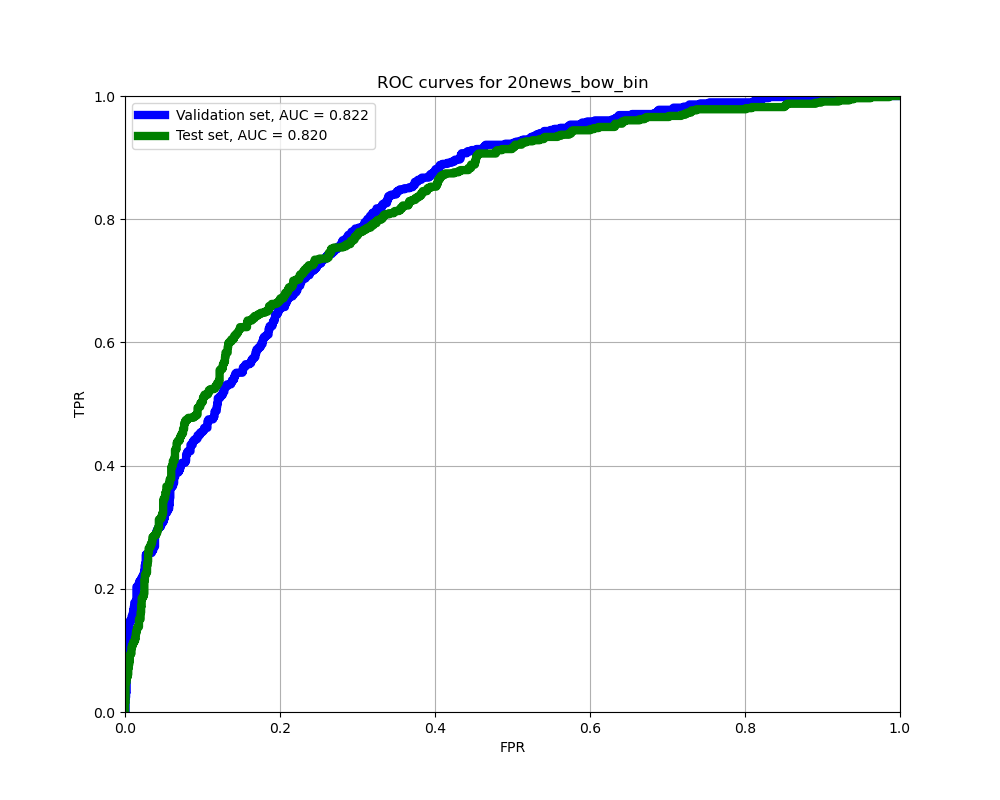 ROC curves for 20news_bow_bin
Validation set, AUC = 0.822
Test set, AUC = 0.820
1.0
0.8
0.6
0.4
0.2
0.0
TPR
0.0 0.2 0.4 0.6 0.8 1.0
FPR